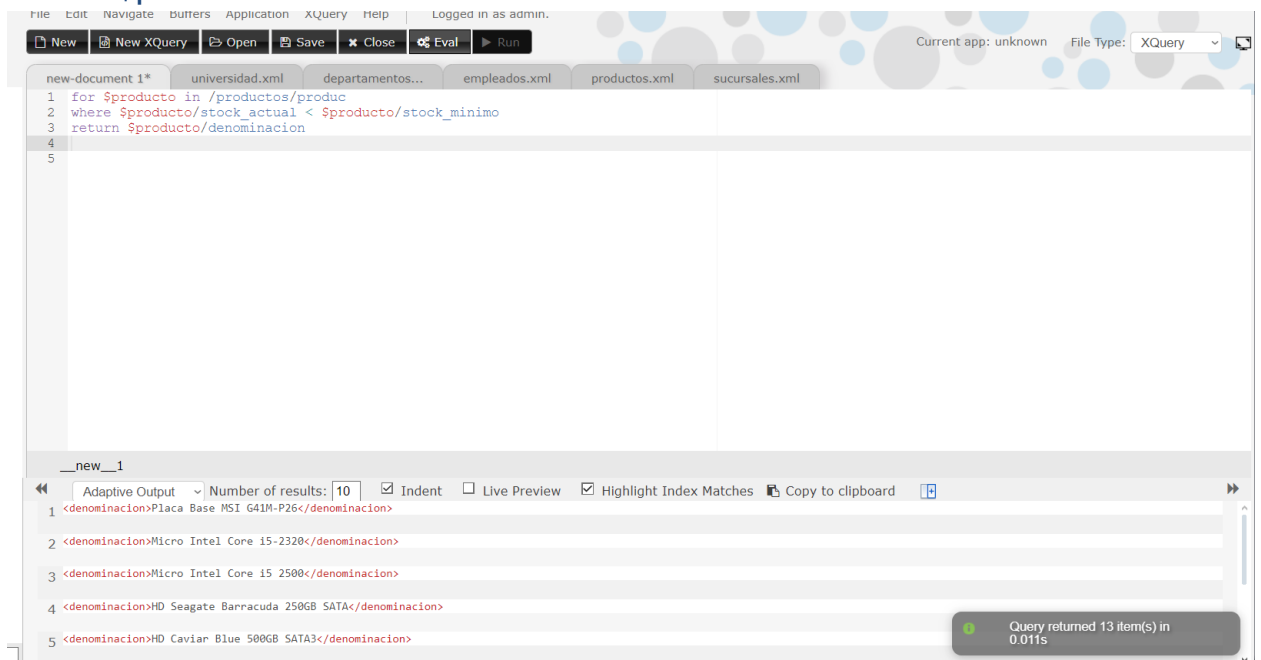 File Edit Navigate Buffers Application XQuery Help Logged in as admin.
New New XQuery Open Save Close Eval Run Current app: unknown File Type: XQuery
new-document 1* universidad.xml departamentos... empleados.xml productos.xml sucursales.xml
1 for $producto in /productos/produc
2 where $producto/stock_actual < $producto/stock_minimo
3 return $producto/denominacion
4
5
__new__1
Adaptive Output Number of results: 10 Indent Live Preview Highlight Index Matches Copy to clipboard
1 <denominacion>Placa Base MSI G41M-P26</denominacion>
2 <denominacion>Micro Intel Core i5-2320</denominacion>
3 <denominacion>Micro Intel Core i5 2500</denominacion>
4 <denominacion>HD Seagate Barracuda 250GB SATA</denominacion>
5 <denominacion>HD Caviar Blue 500GB SATA3</denominacion>
Query returned 13 item(s) in
0.011s